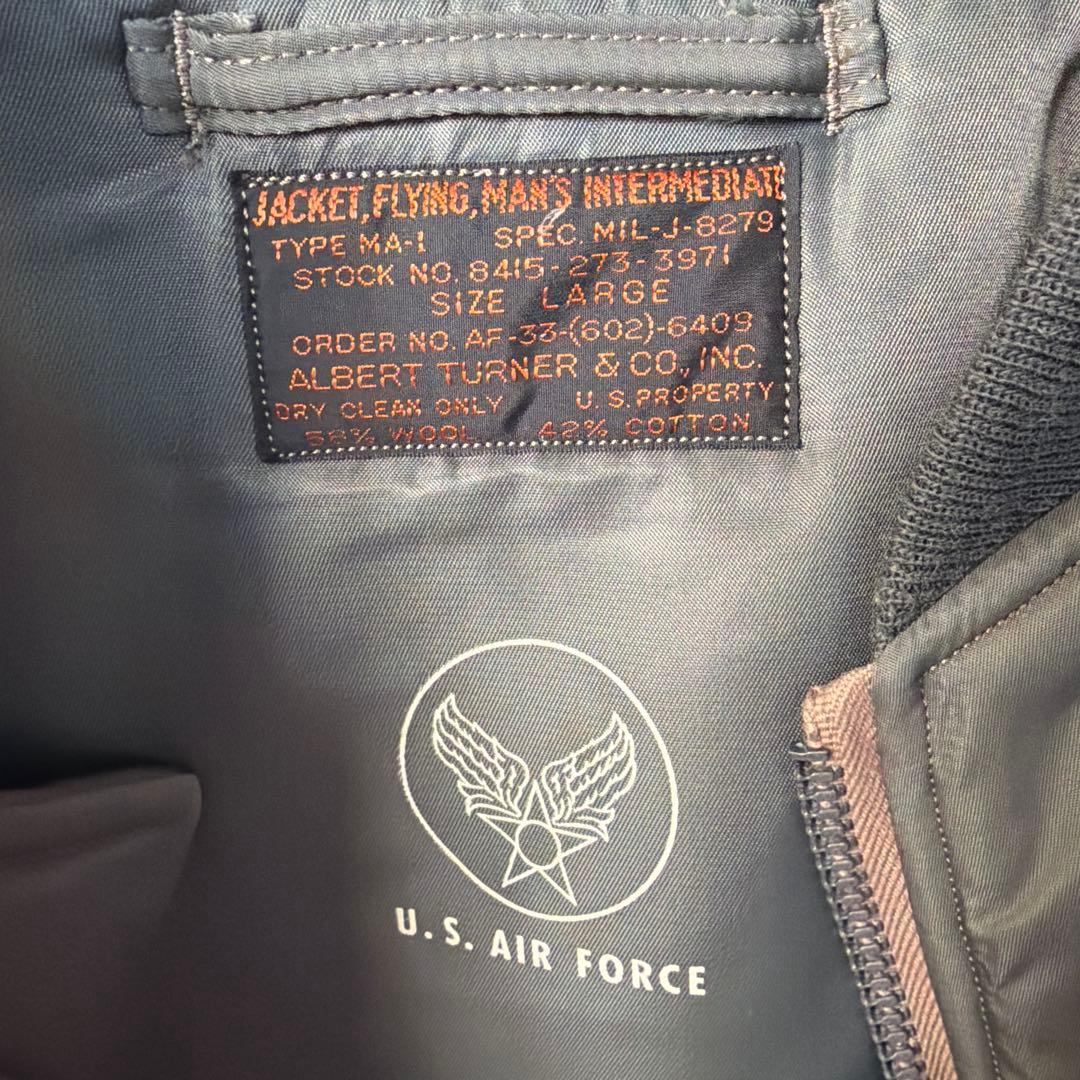 JACKET, FLYING, MAN'S INTERMEDIATE
TYPE MA-1 SPEC. MIL-J-8279
STOCK NO. 8415-273-3971
SIZE LARGE
ORDER NO. AF-33-(602)-6409
ALBERT TURNER & CO., INC.
DRY CLEAN ONLY U.S. PROPERTY
58% WOOL 42% COTTON
U.S. AIR FORCE